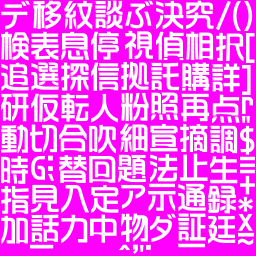 デ移紋談ぶ決究/()
検表息停 視偵相択[
追選探信拠託購詳]
研仮転人粉照再点"
動切合吹細宣摘調$
時G:替回題法止生=
指見入定ア示通録*
加話力中物ダ証廷~